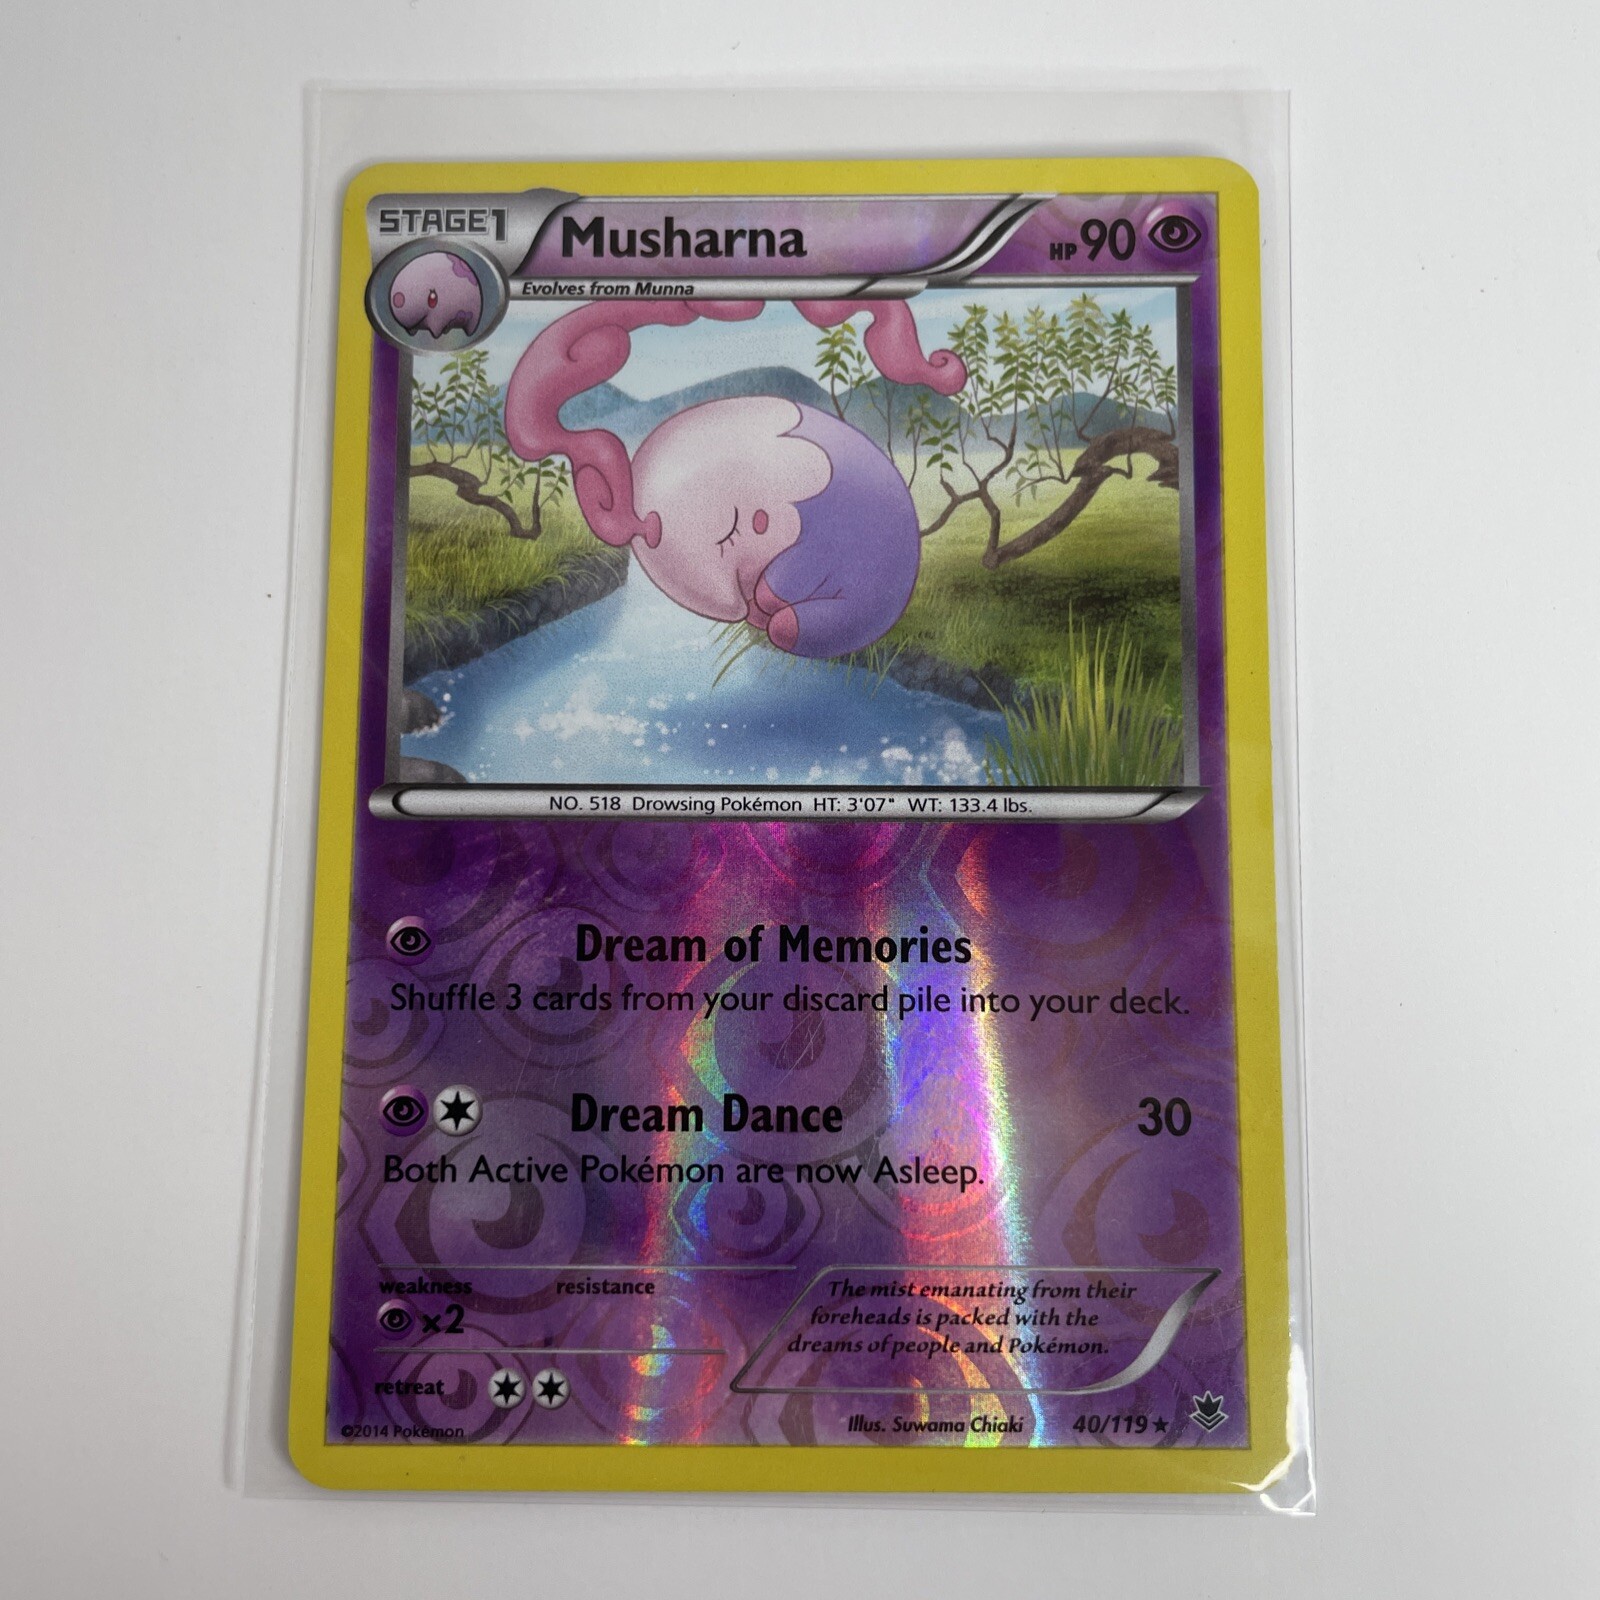 STAGE1
Musharna
HP 90
Evolves from Munna
NO. 518 Drowsing Pokémon HT: 3'07" WT: 133.4 lbs.
Dream of Memories
Shuffle 3 cards from your discard pile into your deck.
Dream Dance 30
Both Active Pokémon are now Asleep.
weakness resistance
x2
The mist emanating from their
foreheads is packed with the
dreams of people and Pokémon.
retreat
©2014 Pokémon
Illus. Suwama Chiaki 40/119 ★